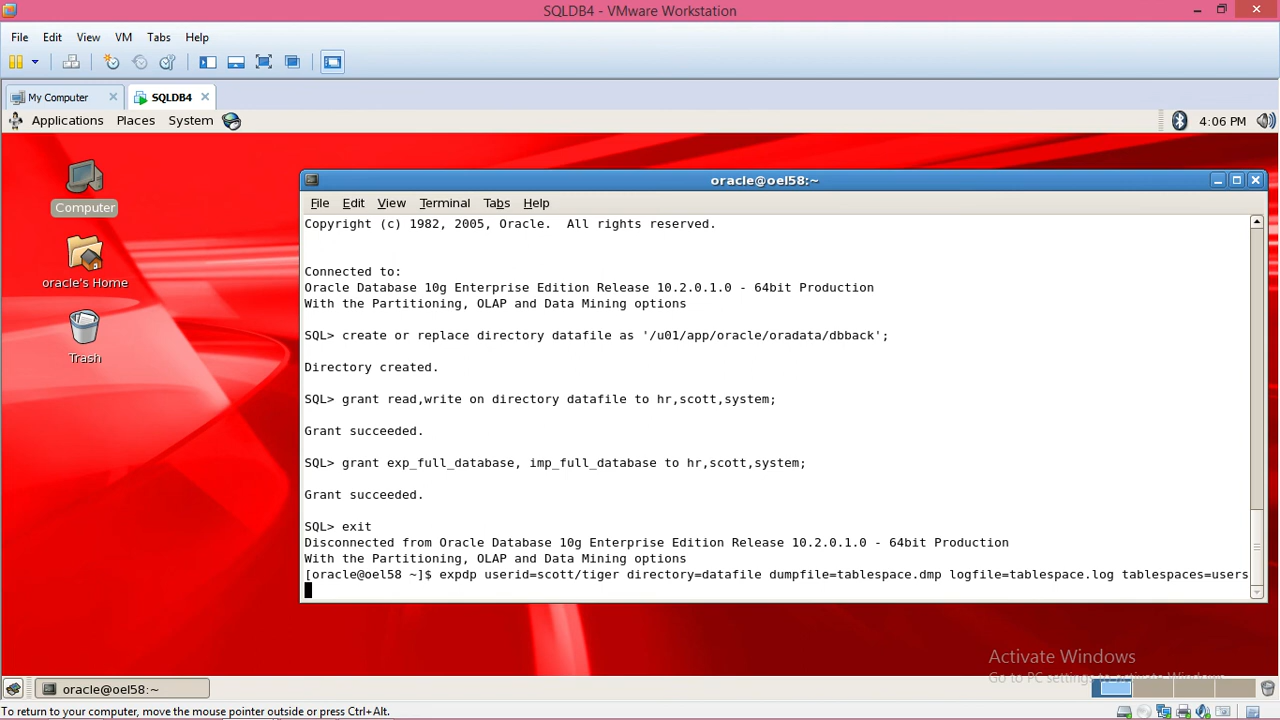 SQLDB4 - VMware Workstation
File Edit View VM Tabs Help
My Computer SQLDB4
Applications Places System 4:06 PM
Computer
oracle's Home
Trash
oracle@oel58:~
File Edit View Terminal Tabs Help
Copyright (c) 1982, 2005, Oracle.  All rights reserved.
Connected to:
Oracle Database 10g Enterprise Edition Release 10.2.0.1.0 - 64bit Production
With the Partitioning, OLAP and Data Mining options
SQL> create or replace directory datafile as '/u01/app/oracle/oradata/dbback';
Directory created.
SQL> grant read,write on directory datafile to hr,scott,system;
Grant succeeded.
SQL> grant exp_full_database, imp_full_database to hr,scott,system;
Grant succeeded.
SQL> exit
Disconnected from Oracle Database 10g Enterprise Edition Release 10.2.0.1.0 - 64bit Production
With the Partitioning, OLAP and Data Mining options
[oracle@oel58 ~]$ expdp userid=scott/tiger directory=datafile dumpfile=tablespace.dmp logfile=tablespace.log tablespaces=users
Activate Windows
Go to PC settings to activate Windows.
oracle@oel58:~
To return to your computer, move the mouse pointer outside or press Ctrl+Alt.